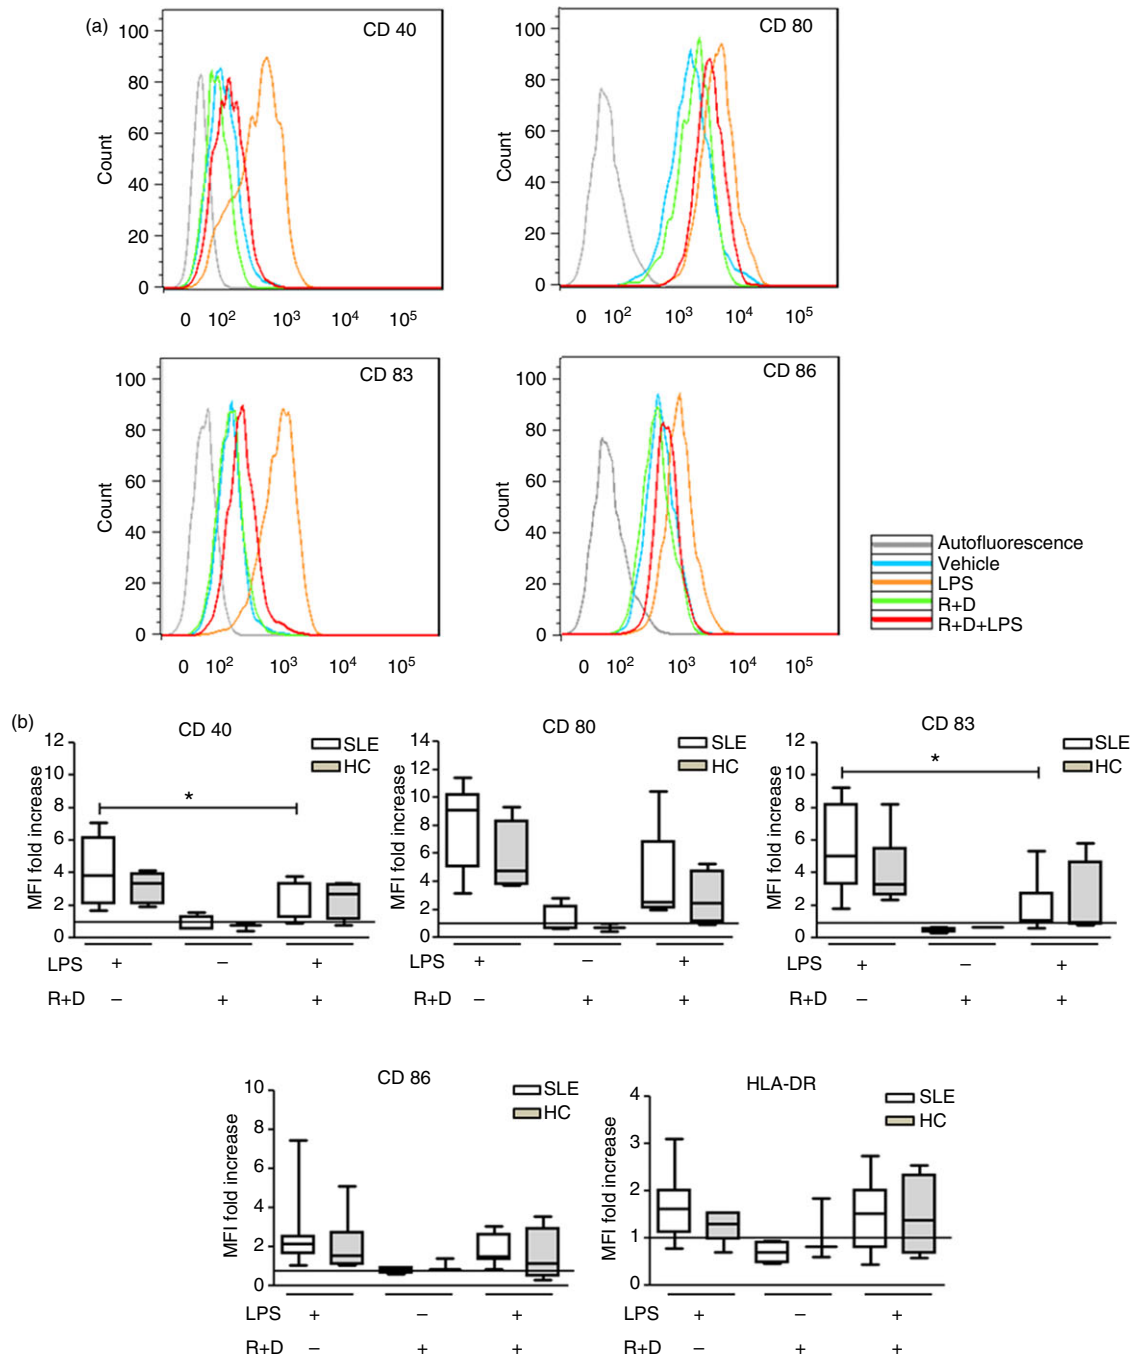 (a)
CD 40
100
80
60
40
20
0
Count
0 10² 10³ 10⁴ 10⁵
CD 80
100
80
60
40
20
0
Count
0 10² 10³ 10⁴ 10⁵
CD 83
100
80
60
40
20
0
Count
0 10² 10³ 10⁴ 10⁵
CD 86
100
80
60
40
20
0
Count
0 10² 10³ 10⁴ 10⁵
Autofluorescence
Vehicle
LPS
R+D
R+D+LPS
(b)
CD 40
12
10
8
6
4
2
0
MFI fold increase
SLE
HC
*
LPS + – +
R+D – + +
CD 80
14
12
10
8
6
4
2
0
MFI fold increase
SLE
HC
+ – +
– + +
CD 83
12
10
8
6
4
2
0
MFI fold increase
SLE
HC
*
LPS + – +
R+D – + +
CD 86
10
8
6
4
2
0
MFI fold increase
SLE
HC
LPS + – +
R+D – + +
HLA-DR
4
3
2
1
0
MFI fold increase
SLE
HC
LPS + – +
R+D – + +